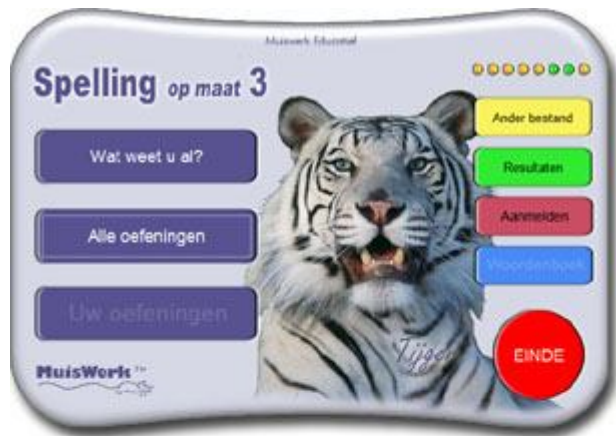 Muiswerk Educatief
Spelling op maat 3
Ander bestand
Wat weet u al?
Resultaten
Alle oefeningen
Aanmelden
Woordenboek
Uw oefeningen
Tijger
EINDE
MuisWerk™